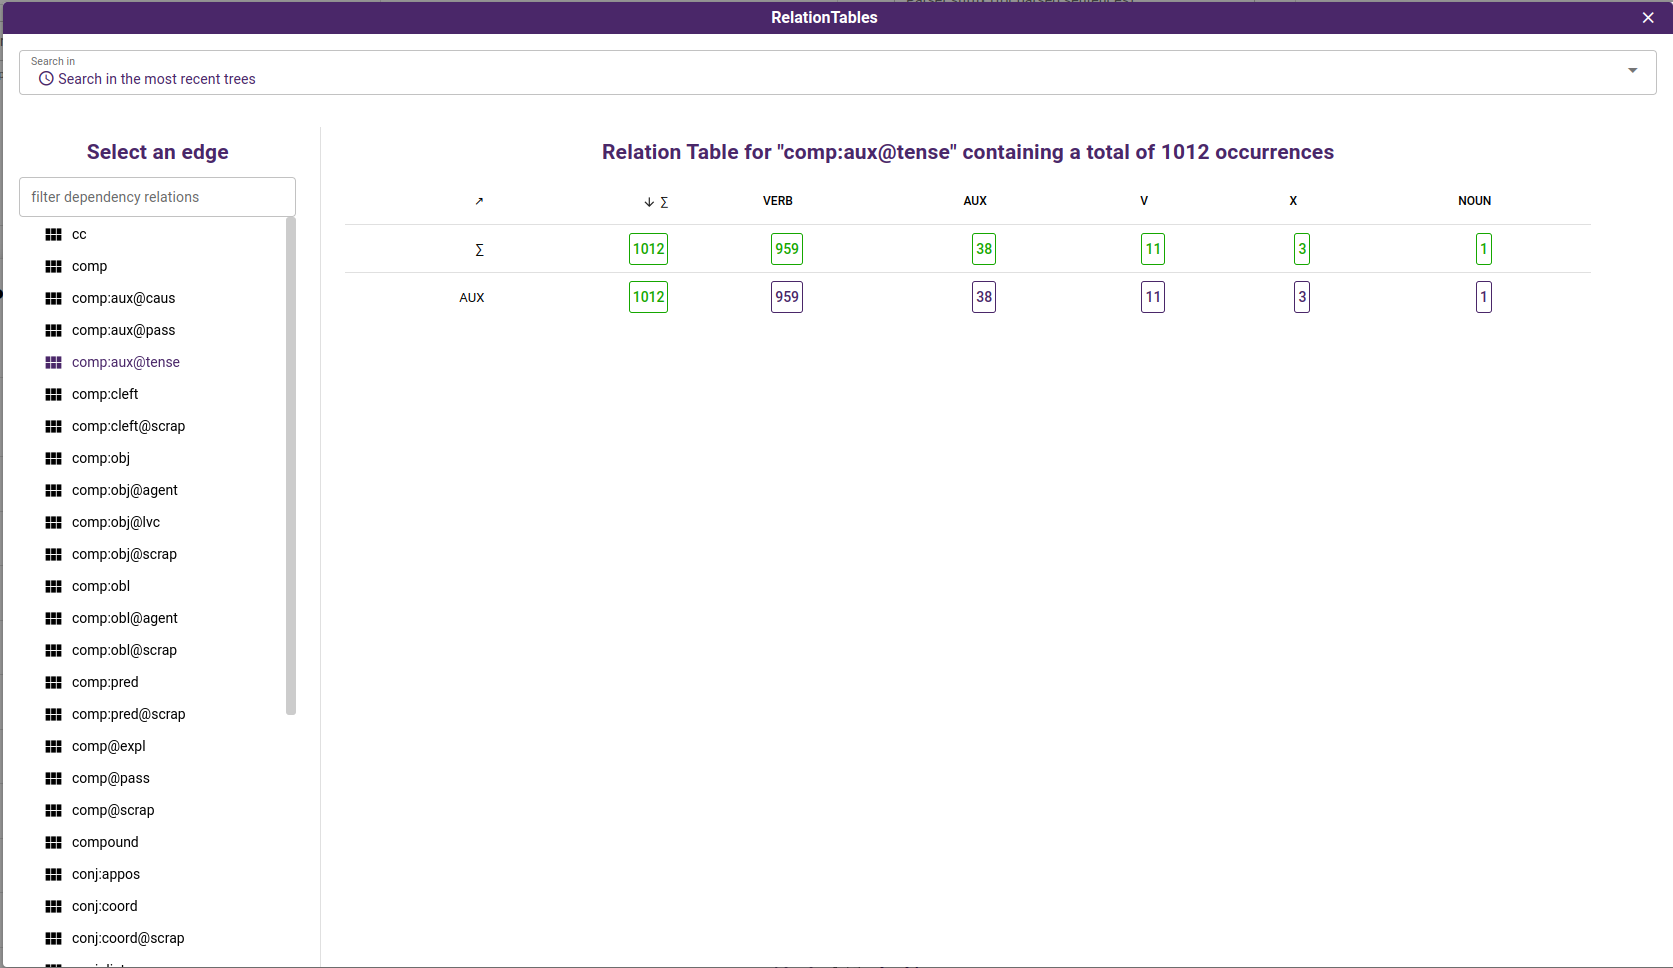 RelationTables
Search in
Search in the most recent trees
Select an edge
filter dependency relations
cc
comp
comp:aux@caus
comp:aux@pass
comp:aux@tense
comp:cleft
comp:cleft@scrap
comp:obj
comp:obj@agent
comp:obj@lvc
comp:obj@scrap
comp:obl
comp:obl@agent
comp:obl@scrap
comp:pred
comp:pred@scrap
comp@expl
comp@pass
comp@scrap
compound
conj:appos
conj:coord
conj:coord@scrap
Relation Table for "comp:aux@tense" containing a total of 1012 occurrences
↗ ↓ Σ VERB AUX V X NOUN
Σ 1012 959 38 11 3 1
AUX 1012 959 38 11 3 1